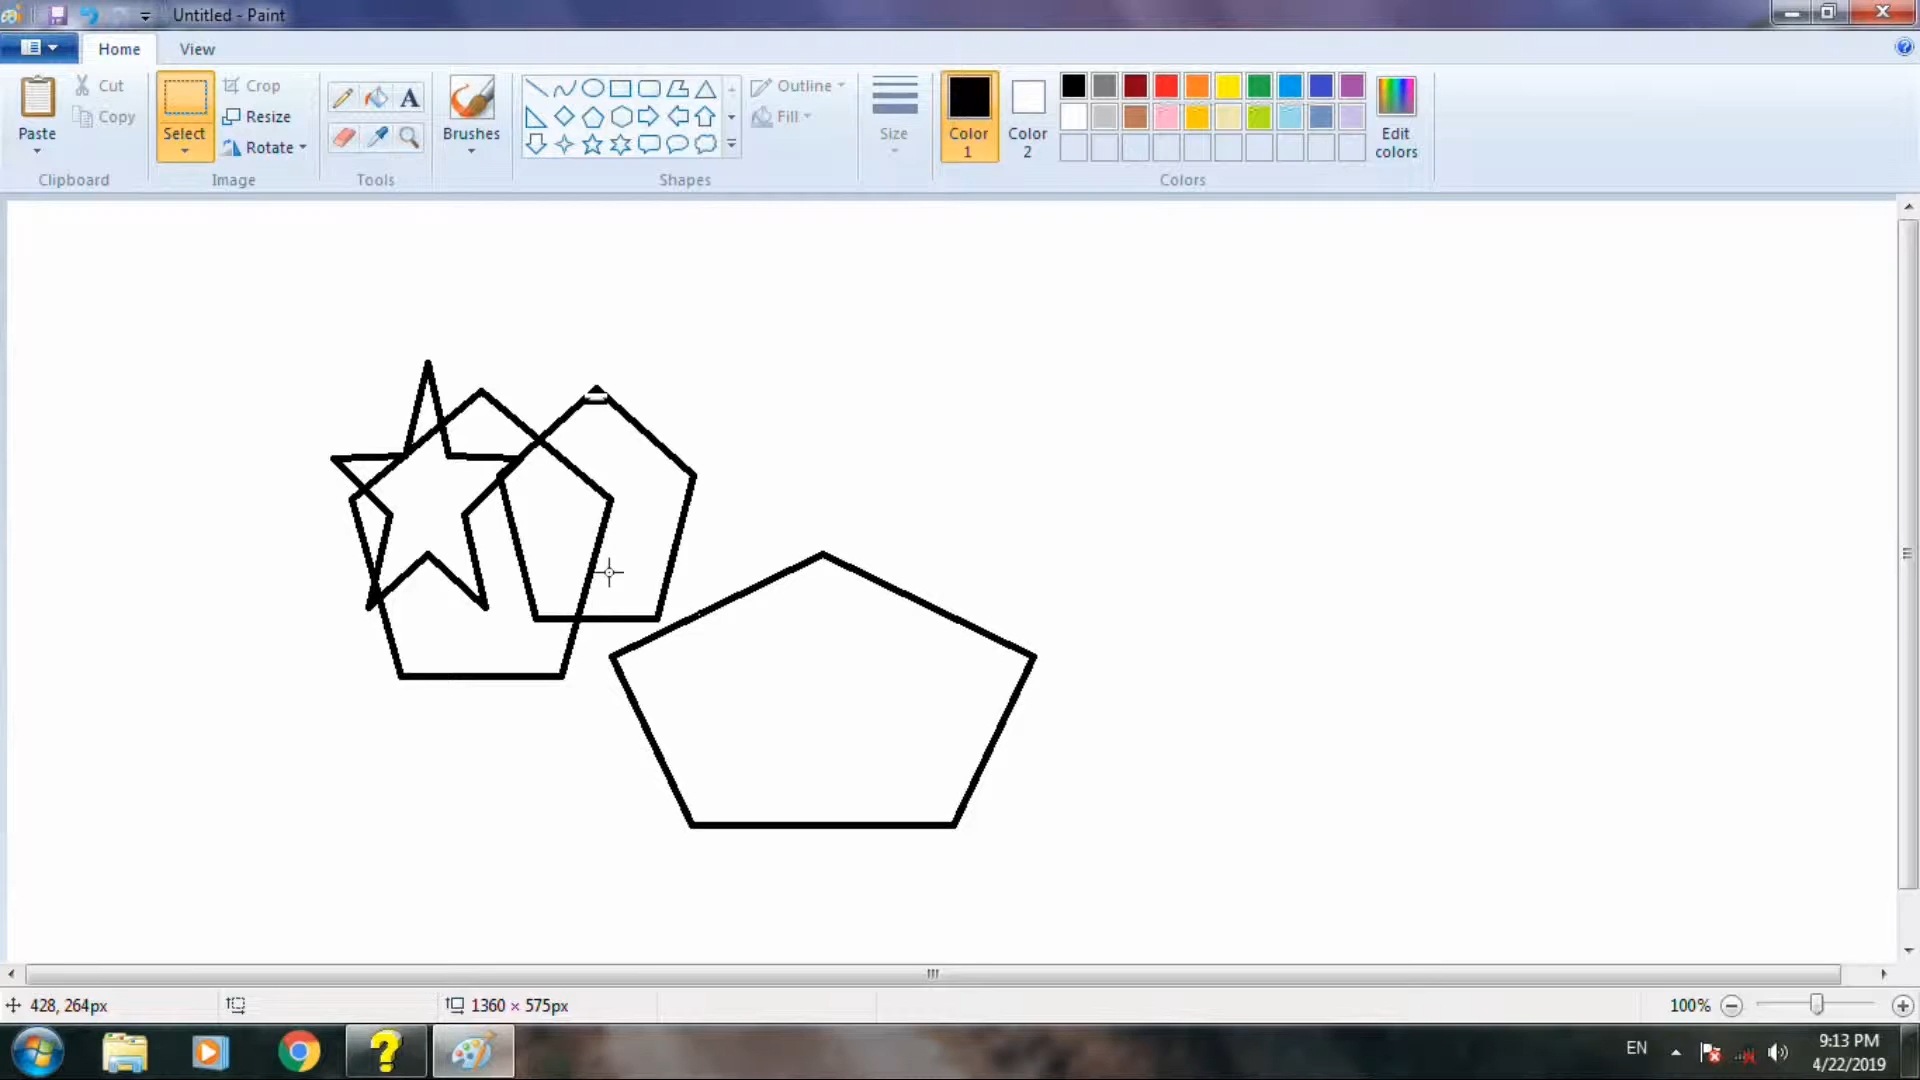 Untitled - Paint
Home View
Paste
Cut
Copy
Clipboard
Select
Crop
Resize
Rotate
Image
A
Tools
Brushes
Shapes
Outline
Fill
Size
Color 1
Color 2
Edit colors
Colors
428, 264px
1360 × 575px
100%
EN
9:13 PM
4/22/2019